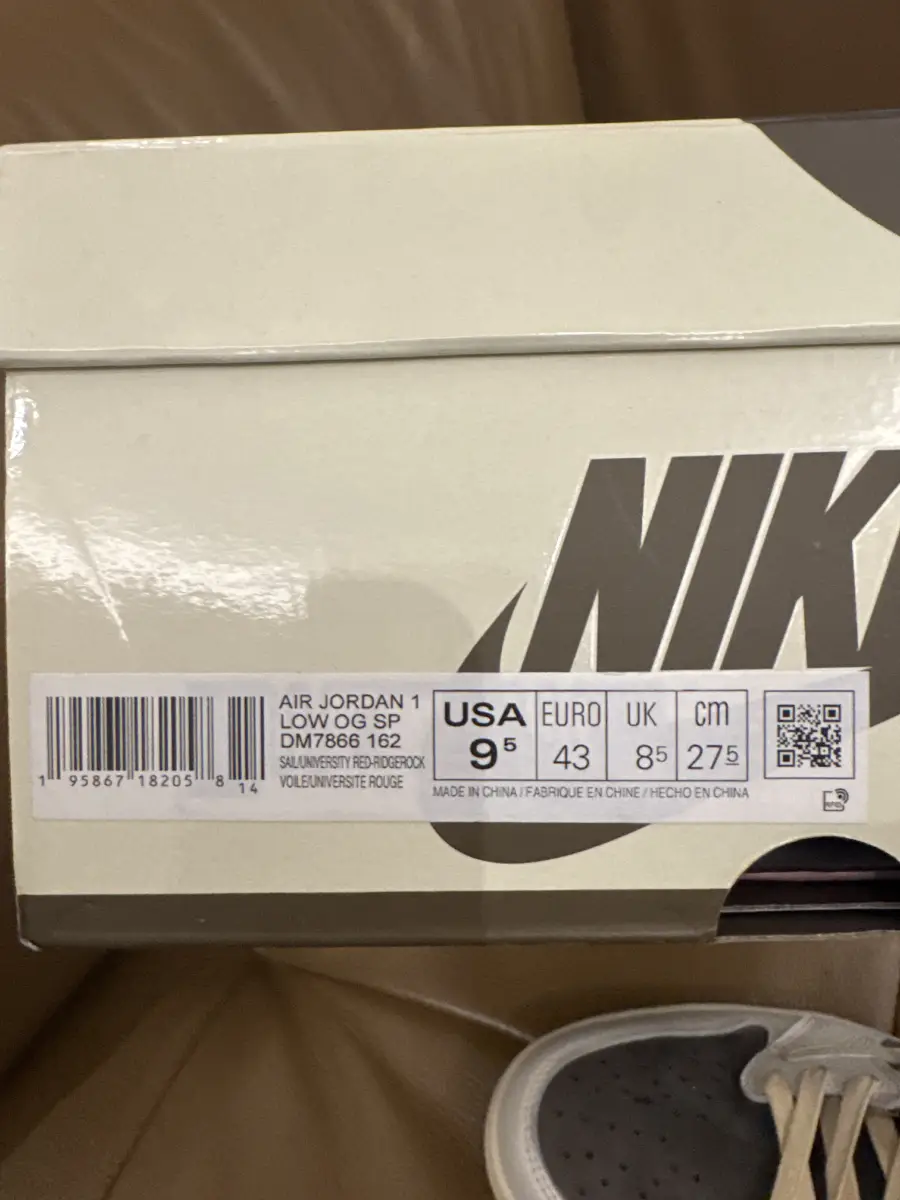 NIK
AIR JORDAN 1
LOW OG SP
DM7866 162
SAIL/UNIVERSITY RED-RIDGEROCK
VOILE/UNIVERSITE ROUGE
1 95867 18205 8 14
USA EURO UK cm
9⁵ 43 8⁵ 27⁵
MADE IN CHINA / FABRIQUE EN CHINE / HECHO EN CHINA